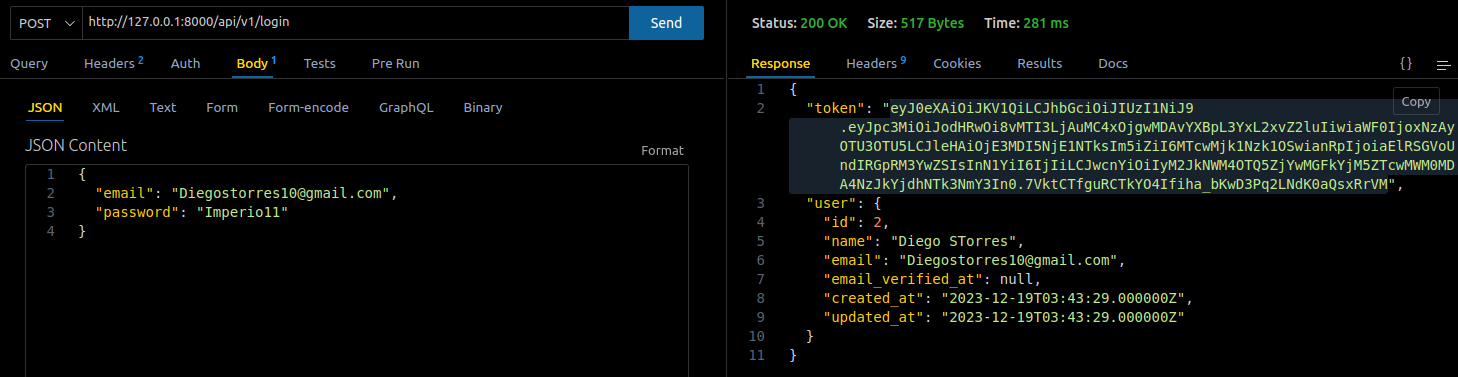 POST http://127.0.0.1:8000/api/v1/login Send
Query Headers 2 Auth Body 1 Tests Pre Run
JSON XML Text Form Form-encode GraphQL Binary
JSON Content Format
1 {
2 "email": "Diegostorres10@gmail.com",
3 "password": "Imperio11"
4 }
Status: 200 OK Size: 517 Bytes Time: 281 ms
Response Headers 9 Cookies Results Docs {}
Copy
1 {
2 "token": "eyJ0eXAiOiJKV1QiLCJhbGciOiJIUzI1NiJ9
.eyJpc3MiOiJodHRwOi8vMTI3LjAuMC4xOjgwMDAvYXBpL3YxL2xvZ2luIiwiaWF0IjoxNzAy
OTU3OTU5LCJleHAiOjE3MDI5NjE1NTksIm5iZiI6MTcwMjk1Nzk1OSwianRpIjoiaElRSGVoU
ndIRGpRM3YwZSIsInN1YiI6IjIiLCJwcnYiOiIyM2JkNWM4OTQ5ZjYwMGFkYjM5ZTcwMWM0MD
A4NzJkYjdhNTk3NmY3In0.7VktCTfguRCTkYO4Ifiha_bKwD3Pq2LNdK0aQsxRrVM",
3 "user": {
4 "id": 2,
5 "name": "Diego STorres",
6 "email": "Diegostorres10@gmail.com",
7 "email_verified_at": null,
8 "created_at": "2023-12-19T03:43:29.000000Z",
9 "updated_at": "2023-12-19T03:43:29.000000Z"
10 }
11 }